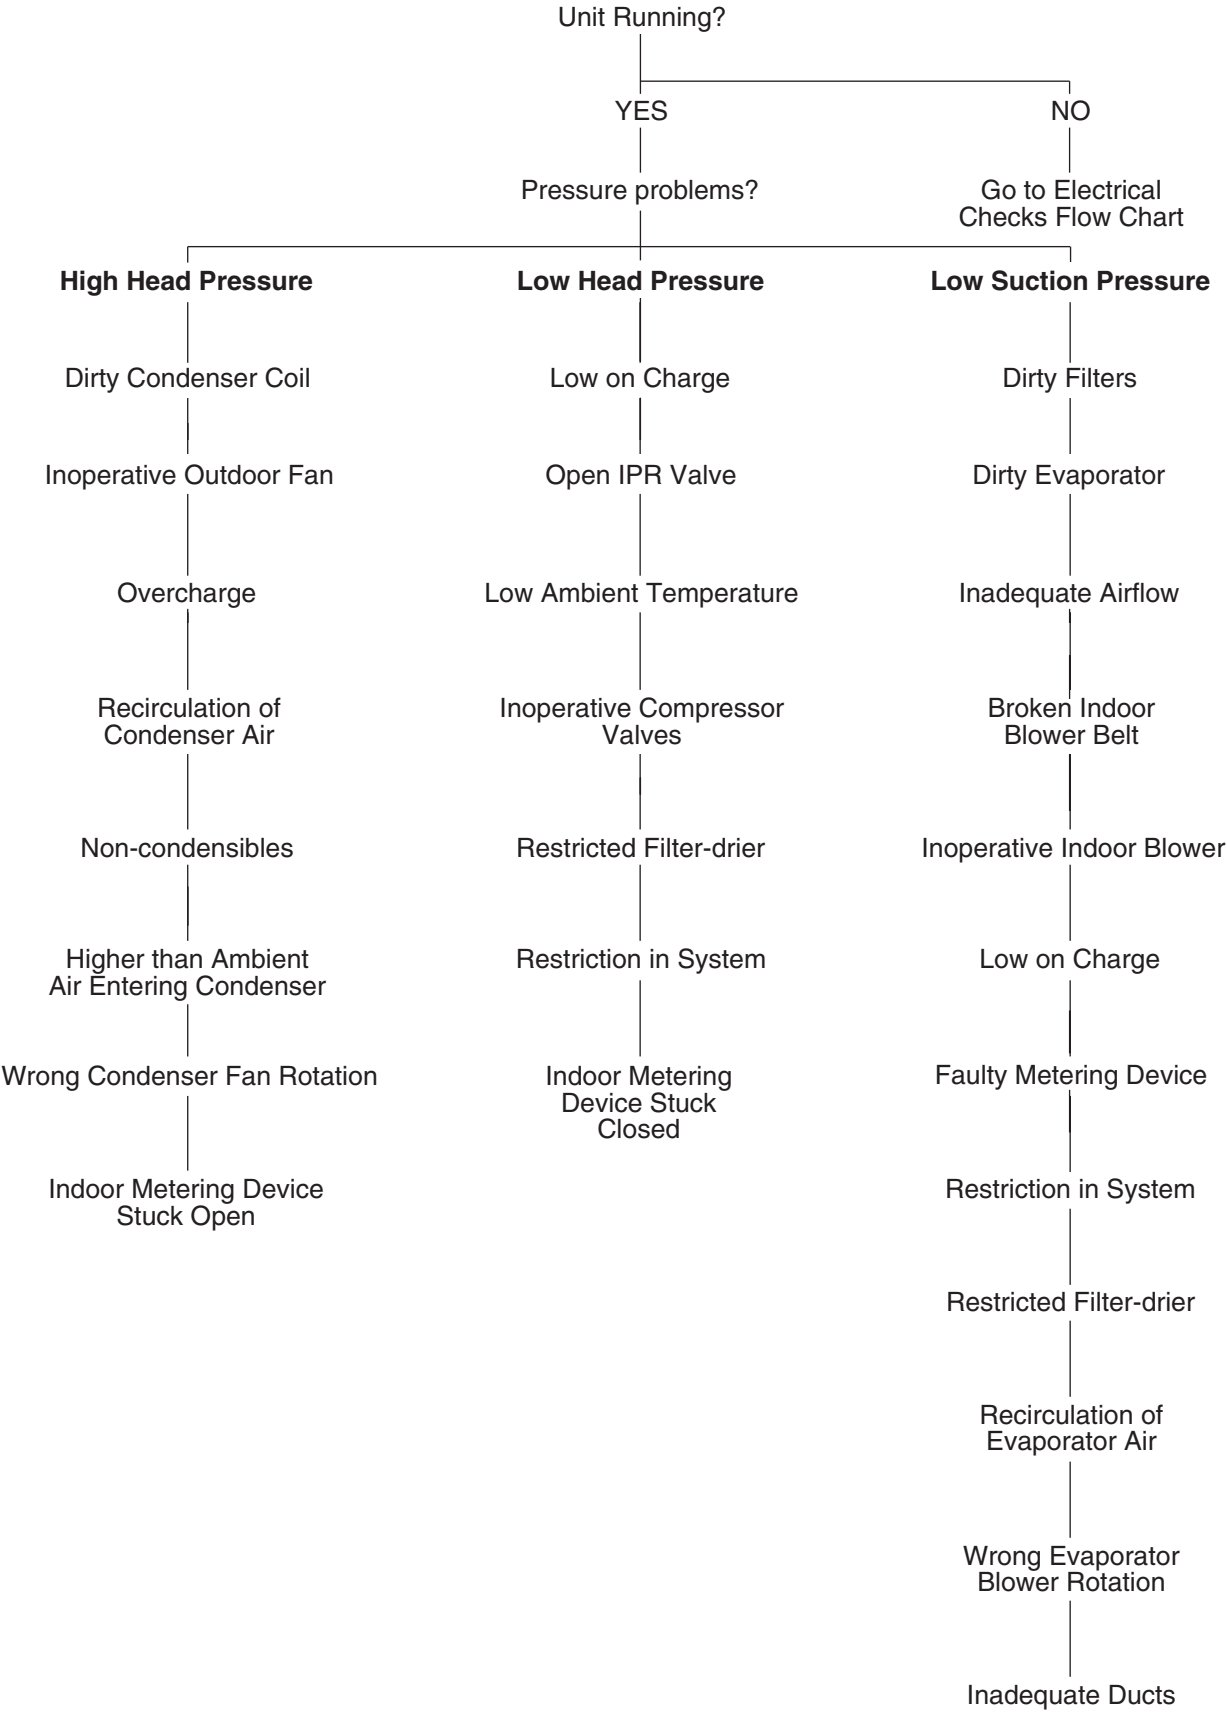 Unit Running?
YES
NO
Pressure problems?
Go to Electrical
Checks Flow Chart
High Head Pressure
Dirty Condenser Coil
Inoperative Outdoor Fan
Overcharge
Recirculation of
Condenser Air
Non-condensibles
Higher than Ambient
Air Entering Condenser
Wrong Condenser Fan Rotation
Indoor Metering Device
Stuck Open
Low Head Pressure
Low on Charge
Open IPR Valve
Low Ambient Temperature
Inoperative Compressor
Valves
Restricted Filter-drier
Restriction in System
Indoor Metering
Device Stuck
Closed
Low Suction Pressure
Dirty Filters
Dirty Evaporator
Inadequate Airflow
Broken Indoor
Blower Belt
Inoperative Indoor Blower
Low on Charge
Faulty Metering Device
Restriction in System
Restricted Filter-drier
Recirculation of
Evaporator Air
Wrong Evaporator
Blower Rotation
Inadequate Ducts